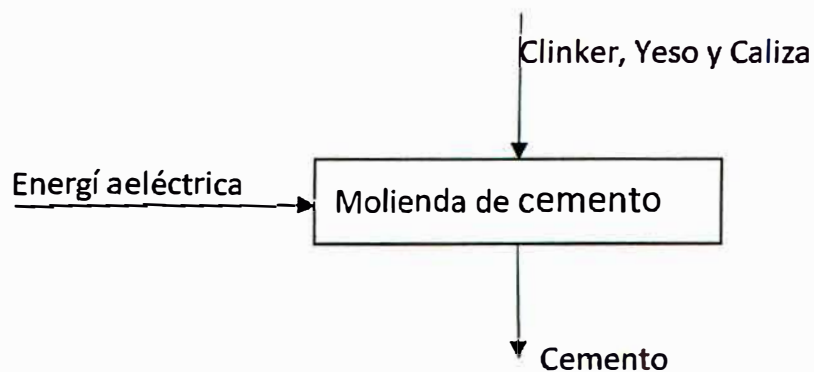 Clinker, Yeso y Caliza
Energí aeléctrica
Molienda de cemento
Cemento